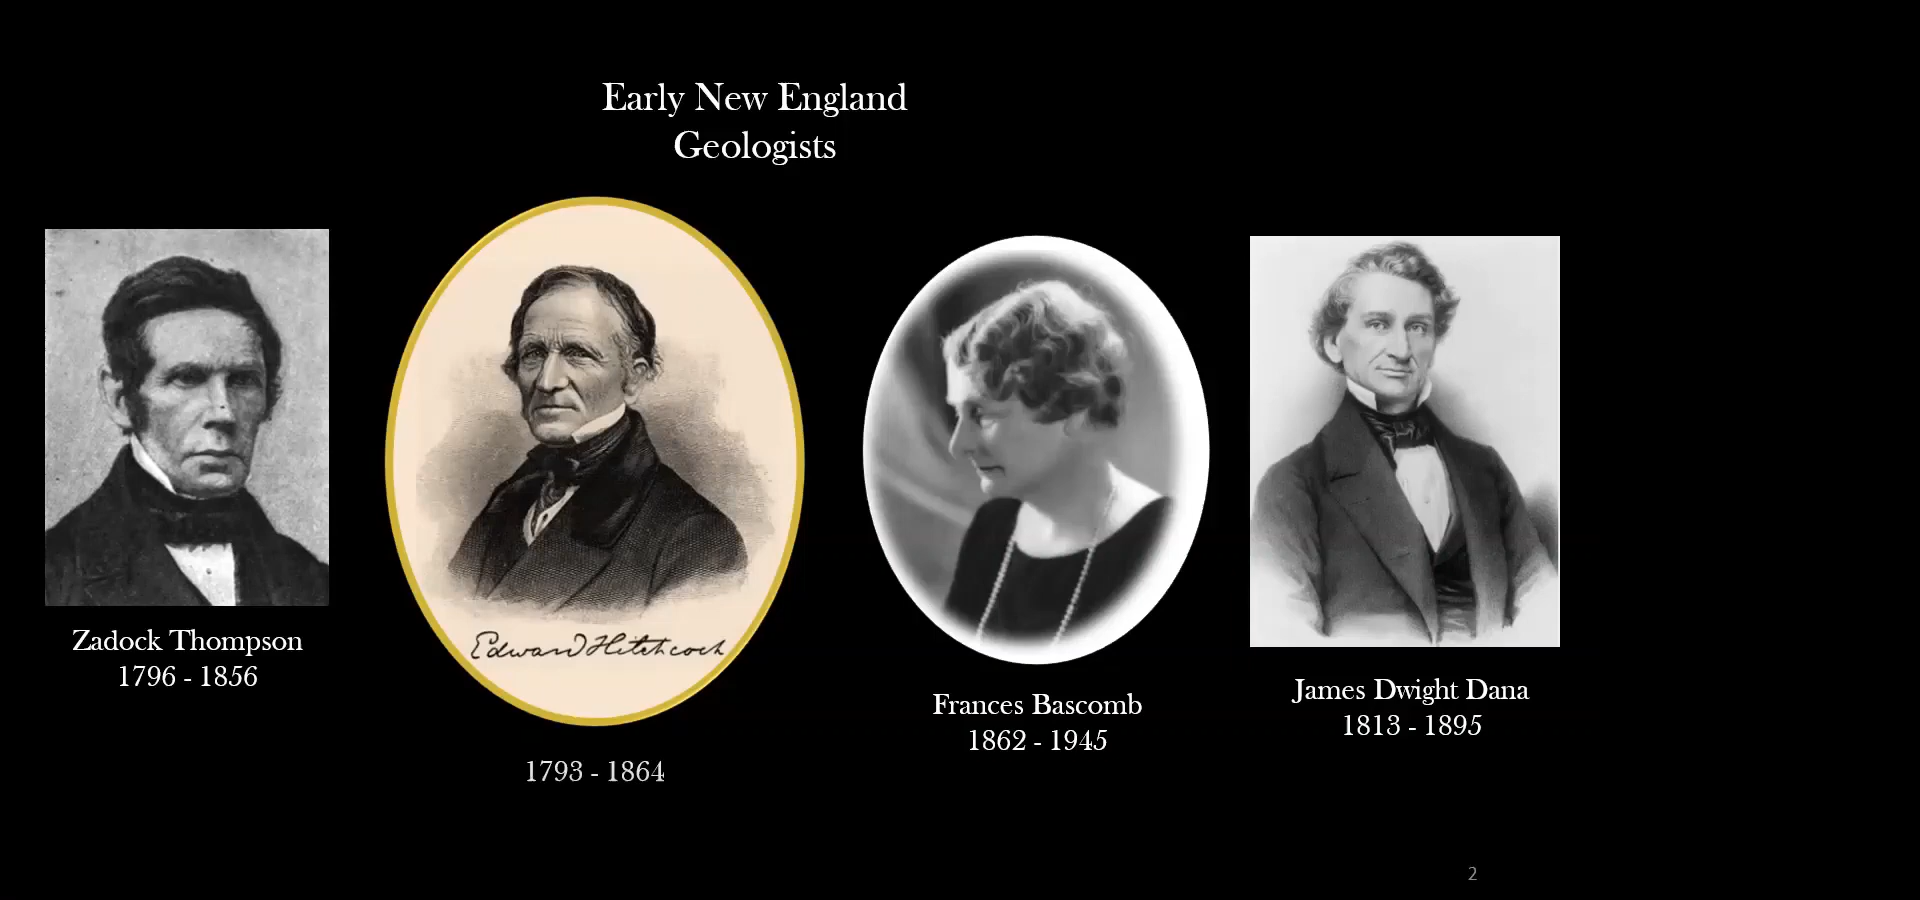 Early New England
Geologists
Zadock Thompson
1796 - 1856
Edward Hitchcock
1793 - 1864
Frances Bascomb
1862 - 1945
James Dwight Dana
1813 - 1895
2